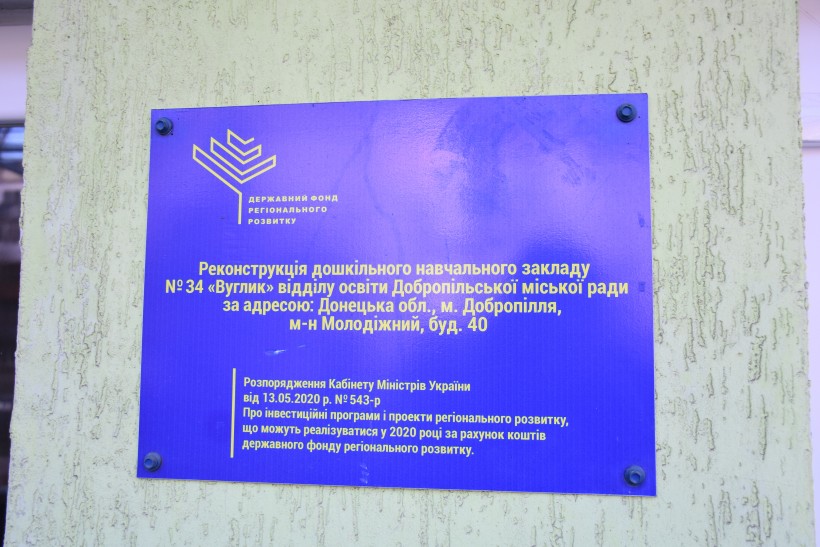 ДЕРЖАВНИЙ ФОНД
РЕГІОНАЛЬНОГО
РОЗВИТКУ
Реконструкція дошкільного навчального закладу
№ 34 «Вуглик» відділу освіти Добропільської міської ради
за адресою: Донецька обл., м. Добропілля,
м-н Молодіжний, буд. 40
Розпорядження Кабінету Міністрів України
від 13.05.2020 р. № 543-р
Про інвестиційні програми і проекти регіонального розвитку,
що можуть реалізуватися у 2020 році за рахунок коштів
державного фонду регіонального розвитку.